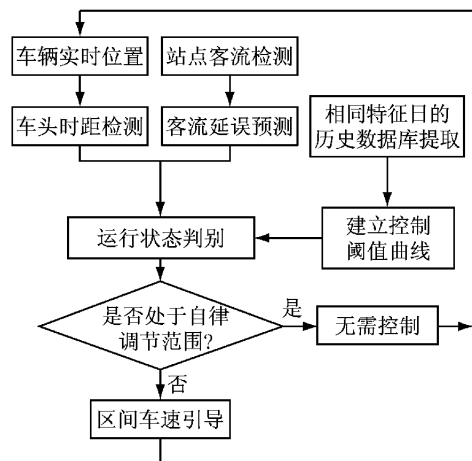 车辆实时位置
站点客流检测
车头时距检测
客流延误预测
相同特征日的
历史数据库提取
运行状态判别
建立控制
阈值曲线
是否处于自律
调节范围?
是
无需控制
否
区间车速引导